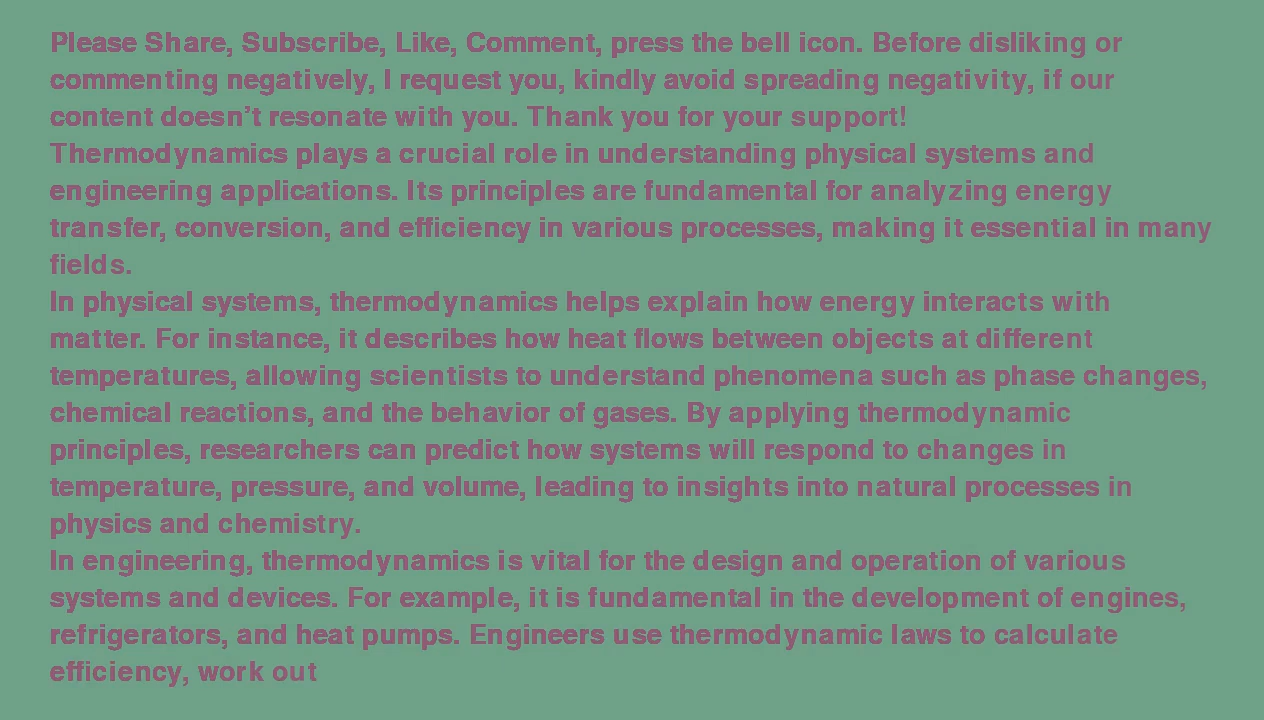 Please Share, Subscribe, Like, Comment, press the bell icon. Before disliking or
commenting negatively, I request you, kindly avoid spreading negativity, if our
content doesn’t resonate with you. Thank you for your support!
Thermodynamics plays a crucial role in understanding physical systems and
engineering applications. Its principles are fundamental for analyzing energy
transfer, conversion, and efficiency in various processes, making it essential in many
fields.
In physical systems, thermodynamics helps explain how energy interacts with
matter. For instance, it describes how heat flows between objects at different
temperatures, allowing scientists to understand phenomena such as phase changes,
chemical reactions, and the behavior of gases. By applying thermodynamic
principles, researchers can predict how systems will respond to changes in
temperature, pressure, and volume, leading to insights into natural processes in
physics and chemistry.
In engineering, thermodynamics is vital for the design and operation of various
systems and devices. For example, it is fundamental in the development of engines,
refrigerators, and heat pumps. Engineers use thermodynamic laws to calculate
efficiency, work out